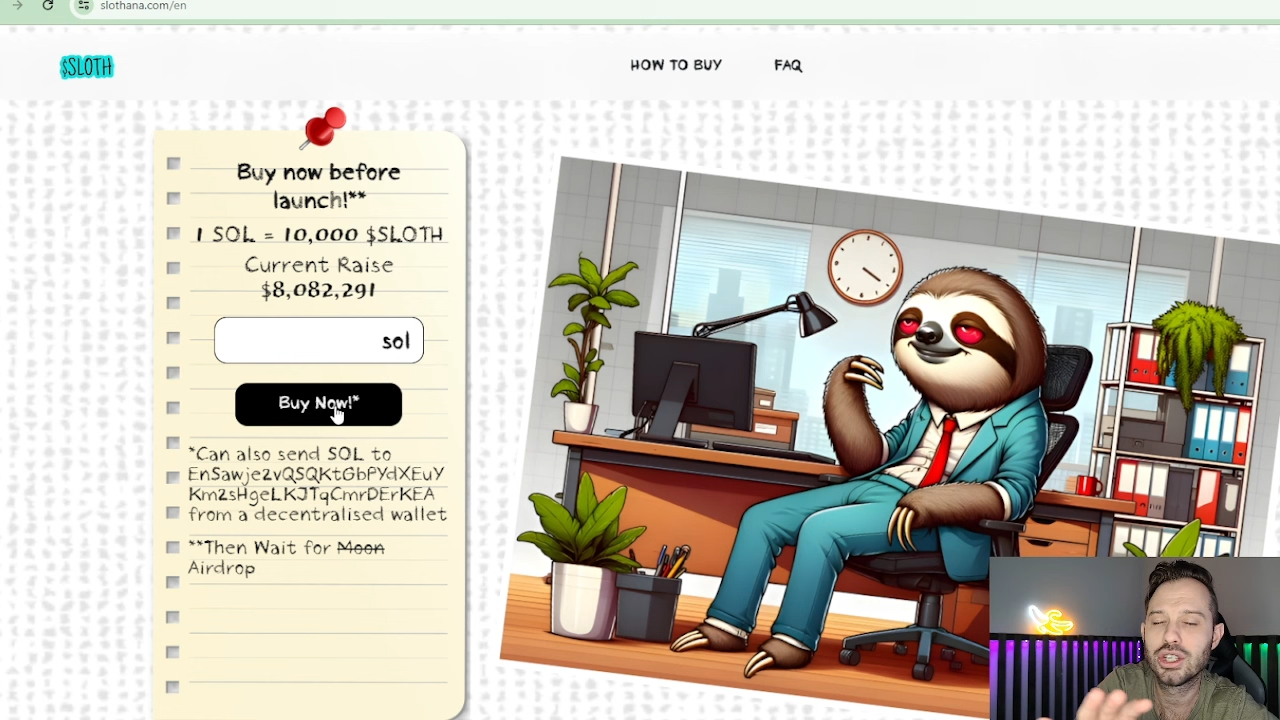 slothana.com/en
$SLOTH
HOW TO BUY
FAQ
Buy now before
launch!**
1 SOL = 10,000 $SLOTH
Current Raise
$8,082,291
sol
Buy Now!*
*Can also send SOL to
EnSawje2vQSQKtGbPYdXEuY
Km2sHgeLKJTqCmrDErKEA
from a decentralised wallet
**Then Wait for Moon
Airdrop